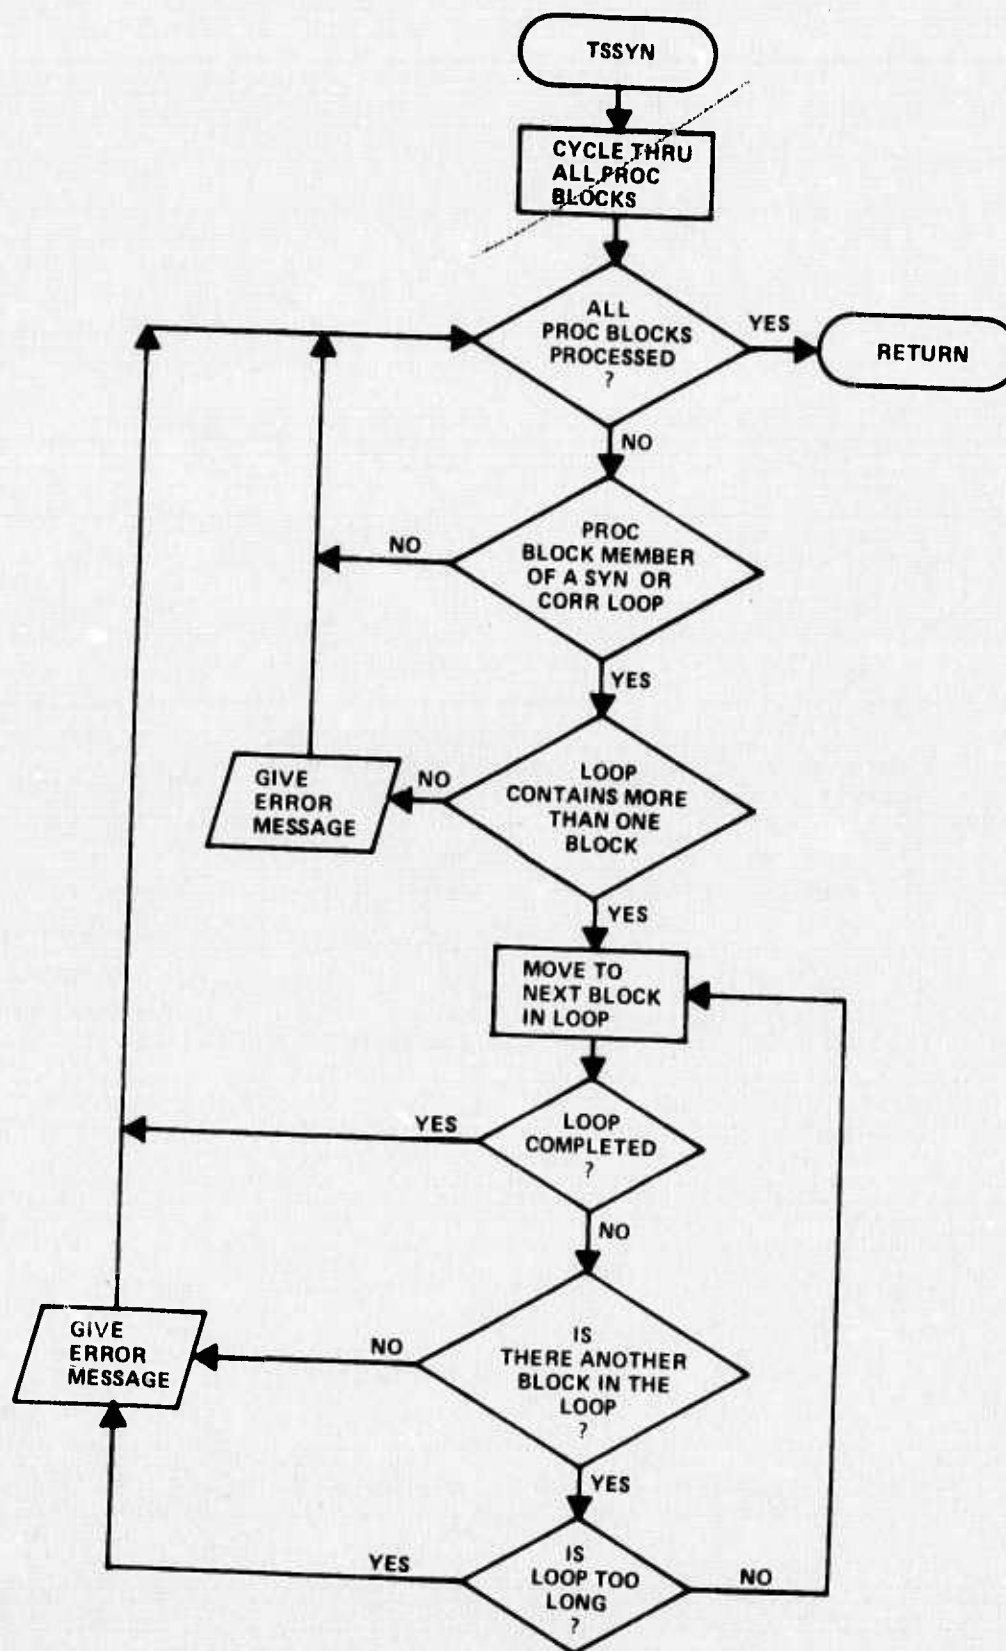 TSSYN
CYCLE THRU
ALL PROC
BLOCKS
ALL
PROC BLOCKS
PROCESSED
?
YES
RETURN
NO
PROC
BLOCK MEMBER
OF A SYN OR
CORR LOOP
NO
YES
LOOP
CONTAINS MORE
THAN ONE
BLOCK
NO
GIVE
ERROR
MESSAGE
YES
MOVE TO
NEXT BLOCK
IN LOOP
LOOP
COMPLETED
?
YES
NO
IS
THERE ANOTHER
BLOCK IN THE
LOOP
?
NO
GIVE
ERROR
MESSAGE
YES
IS
LOOP TOO
LONG
?
YES
NO